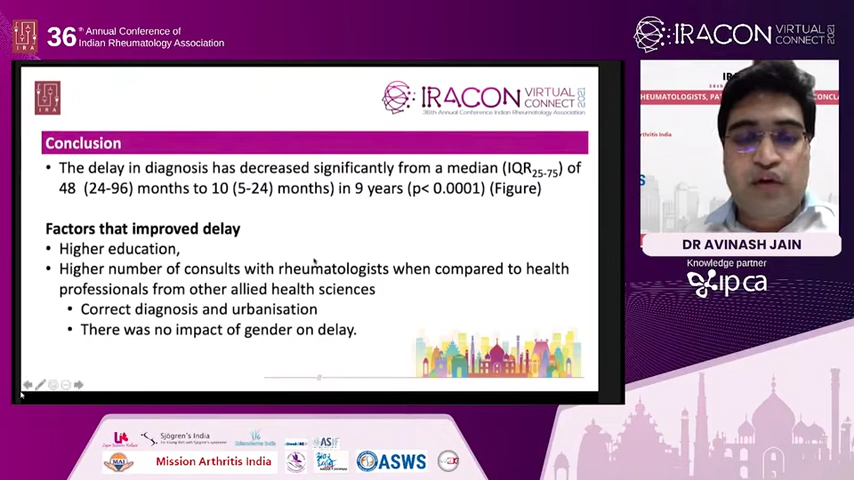 IRA
36th Annual Conference of
Indian Rheumatology Association
IRACON VIRTUAL CONNECT 2021
IRA
IRACON VIRTUAL CONNECT 2021
36th Annual Conference Indian Rheumatology Association
Conclusion
• The delay in diagnosis has decreased significantly from a median (IQR25-75) of
48 (24-96) months to 10 (5-24) months) in 9 years (p< 0.0001) (Figure)
Factors that improved delay
• Higher education,
• Higher number of consults with rheumatologists when compared to health
professionals from other allied health sciences
• Correct diagnosis and urbanisation
• There was no impact of gender on delay.
DR AVINASH JAIN
Knowledge partner
ipca
Sjögren's India
MAI
Mission Arthritis India
ASWS